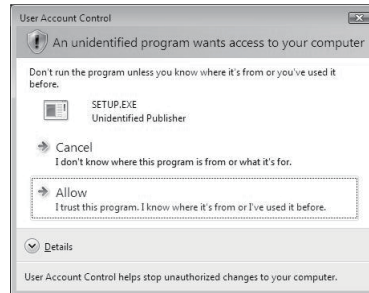 User Account Control
An unidentified program wants access to your computer
Don't run the program unless you know where it's from or you've used it
before.
SETUP.EXE
Unidentified Publisher
Cancel
I don't know where this program is from or what it's for.
Allow
I trust this program. I know where it's from or I've used it before.
Details
User Account Control helps stop unauthorized changes to your computer.